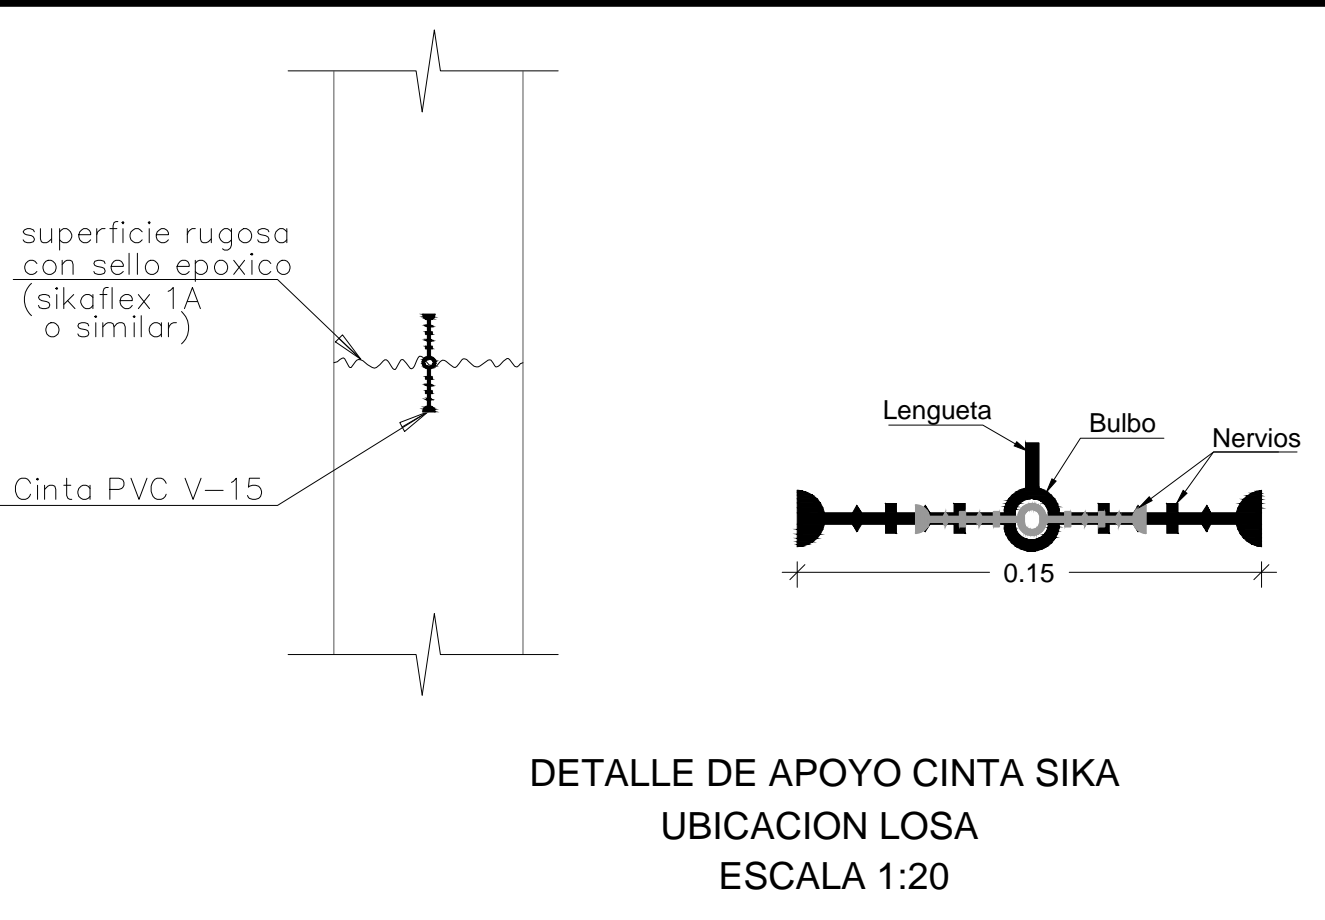 superficie rugosa
con sello epoxico
(sikaflex 1A
o similar)
Cinta PVC V-15
Lengueta
Bulbo
Nervios
0.15
DETALLE DE APOYO CINTA SIKA
UBICACION LOSA
ESCALA 1:20